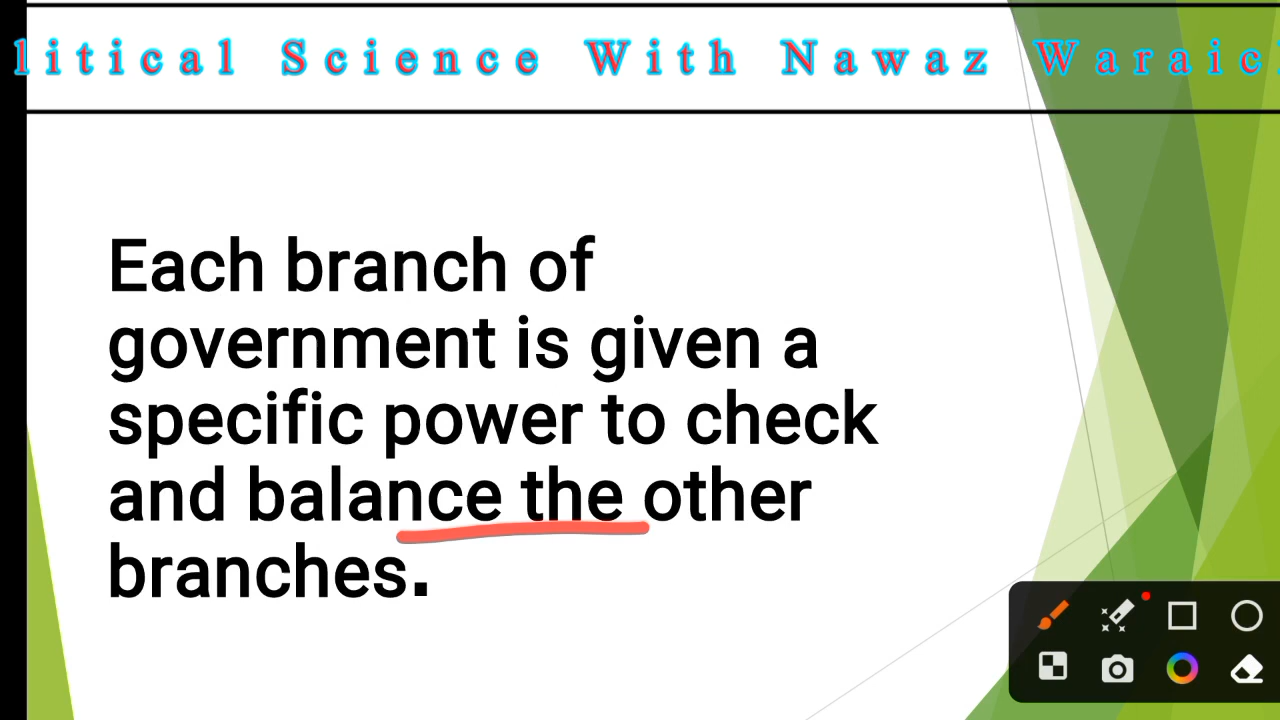 litical Science With Nawaz Waraic
Each branch of
government is given a
specific power to check
and balance the other
branches.